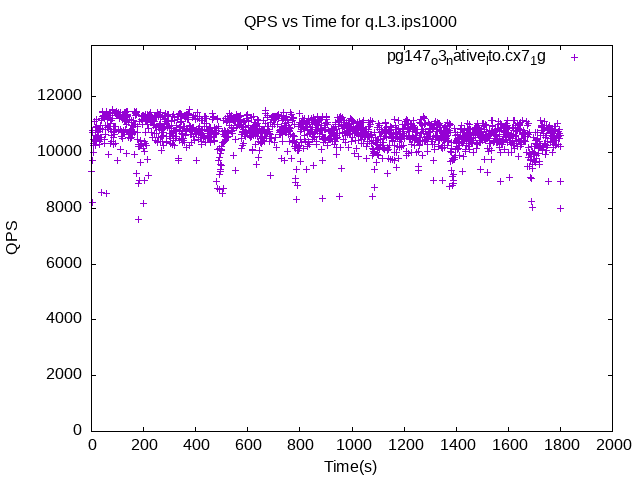 QPS vs Time for q.L3.ips1000
pg147o3native_lto.cx7_1g
12000
10000
8000
6000
4000
2000
0
QPS
0 200 400 600 800 1000 1200 1400 1600 1800 2000
Time(s)